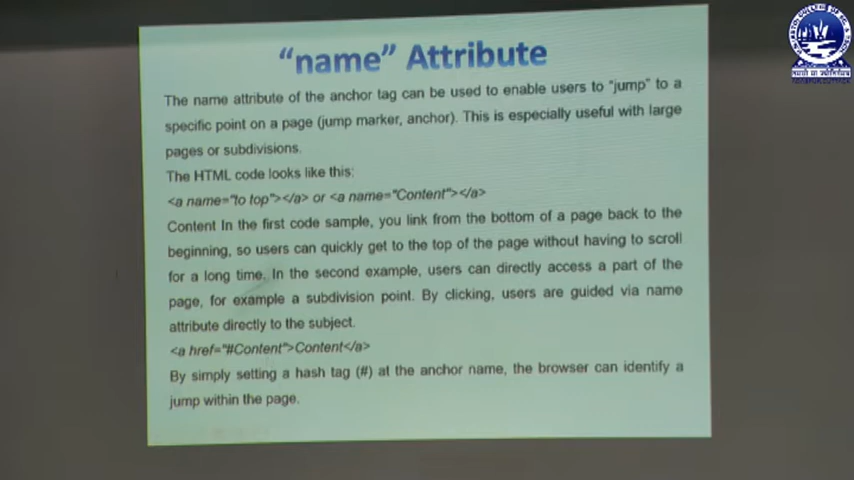 “name” Attribute
The name attribute of the anchor tag can be used to enable users to “jump” to a
specific point on a page (jump marker, anchor). This is especially useful with large
pages or subdivisions.
The HTML code looks like this:
<a name="to top"></a> or <a name="Content"></a>
Content In the first code sample, you link from the bottom of a page back to the
beginning, so users can quickly get to the top of the page without having to scroll
for a long time. In the second example, users can directly access a part of the
page, for example a subdivision point. By clicking, users are guided via name
attribute directly to the subject.
<a href="#Content">Content</a>
By simply setting a hash tag (#) at the anchor name, the browser can identify a
jump within the page.